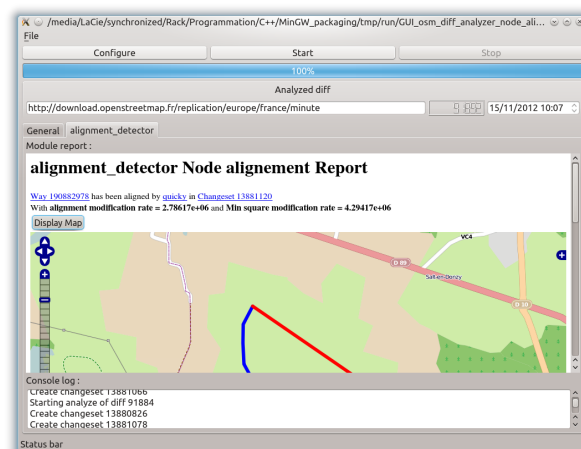 /media/LaCie/synchronized/Rack/Programmation/C++/MinGW_packaging/tmp/run/GUI_osm_diff_analyzer_node_ali...
File
Configure Start Stop
100%
Analyzed diff
http://download.openstreetmap.fr/replication/europe/france/minute 15/11/2012 10:07
General alignment_detector
Module report :
alignment_detector Node alignement Report
Way 190882978 has been aligned by quicky in Changeset 13881120
With alignment modification rate = 2.78617e+06 and Min square modification rate = 4.29417e+06
Display Map
VC4
D 89
Salt-en-Donzy
D 10
Console log :
Create changeset 13881066
Starting analyze of diff 91884
Create changeset 13880826
Create changeset 13881078
Status bar